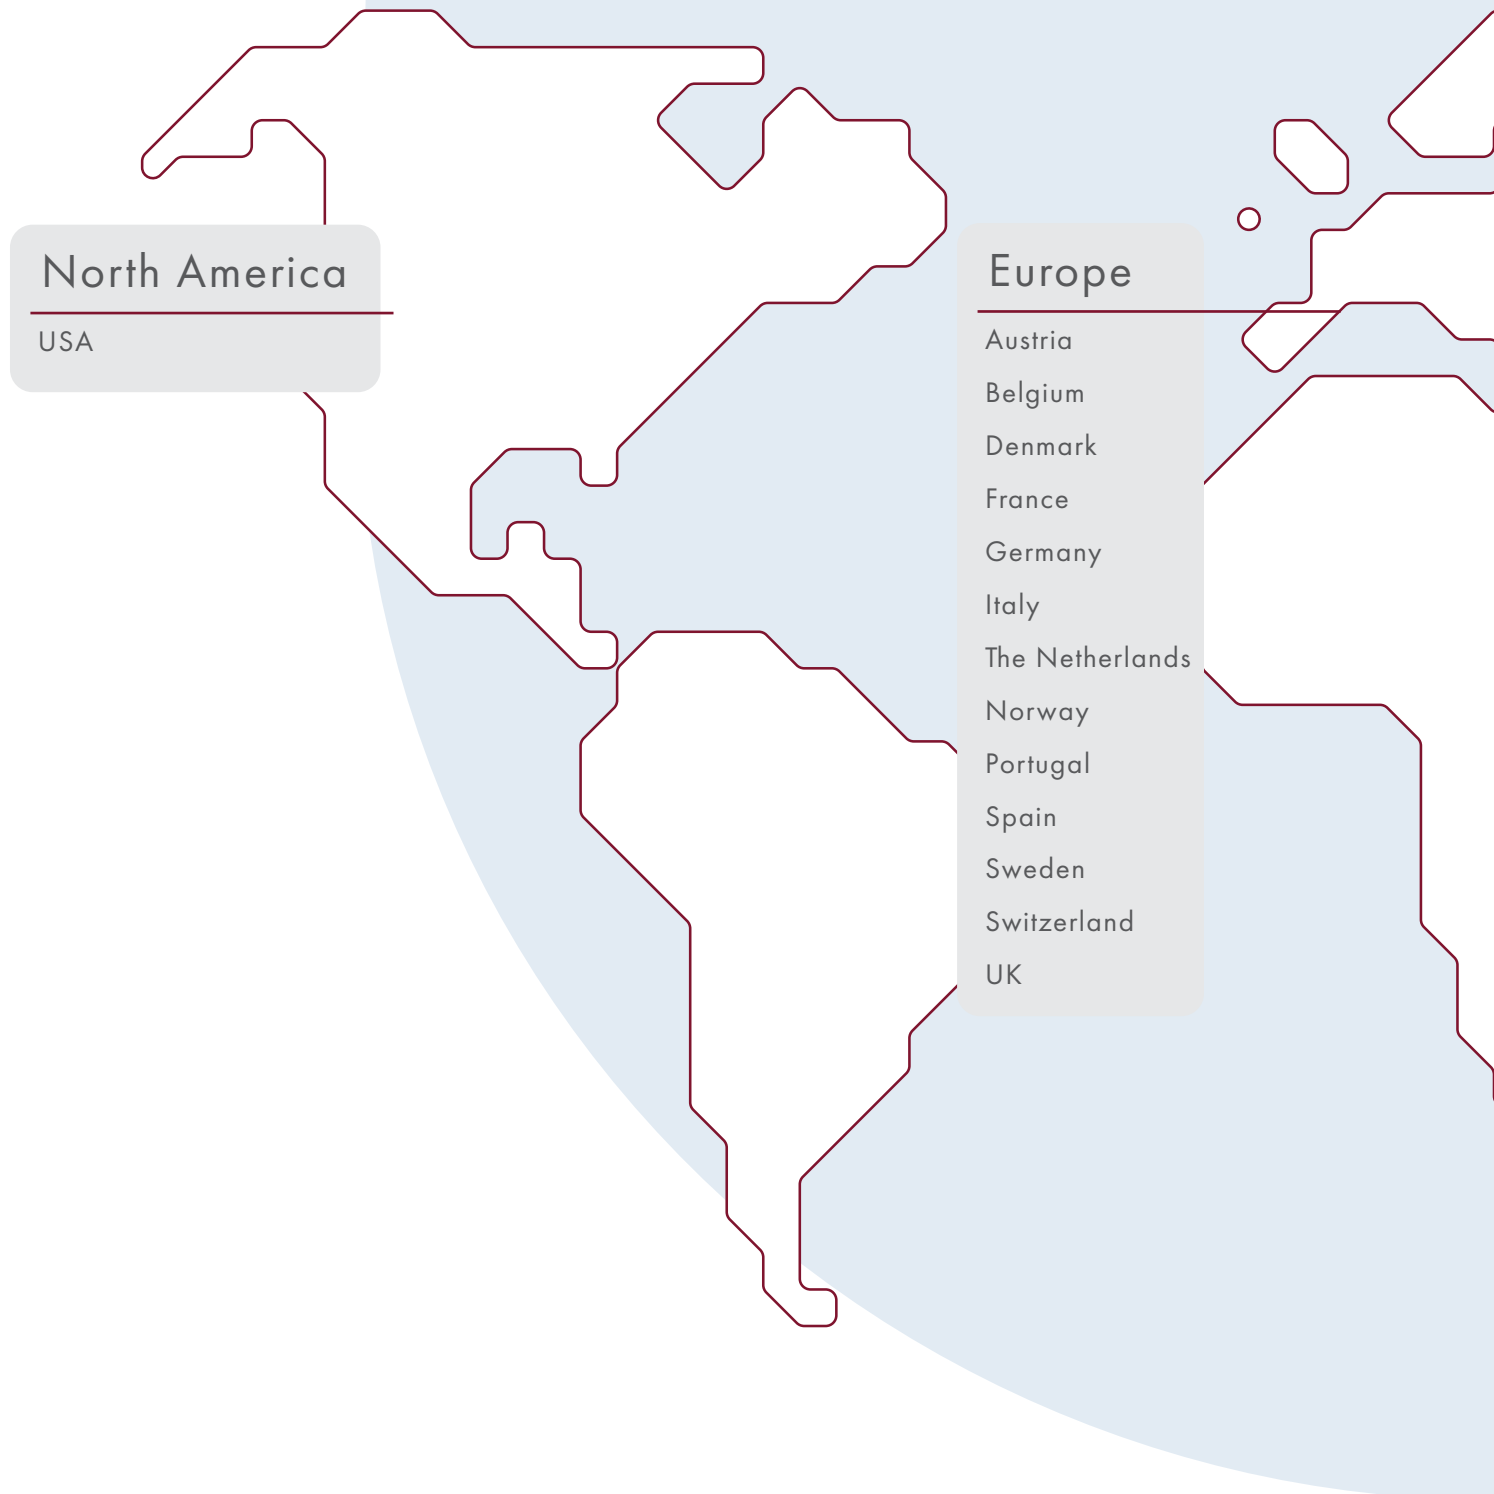 North America
USA
Europe
Austria
Belgium
Denmark
France
Germany
Italy
The Netherlands
Norway
Portugal
Spain
Sweden
Switzerland
UK